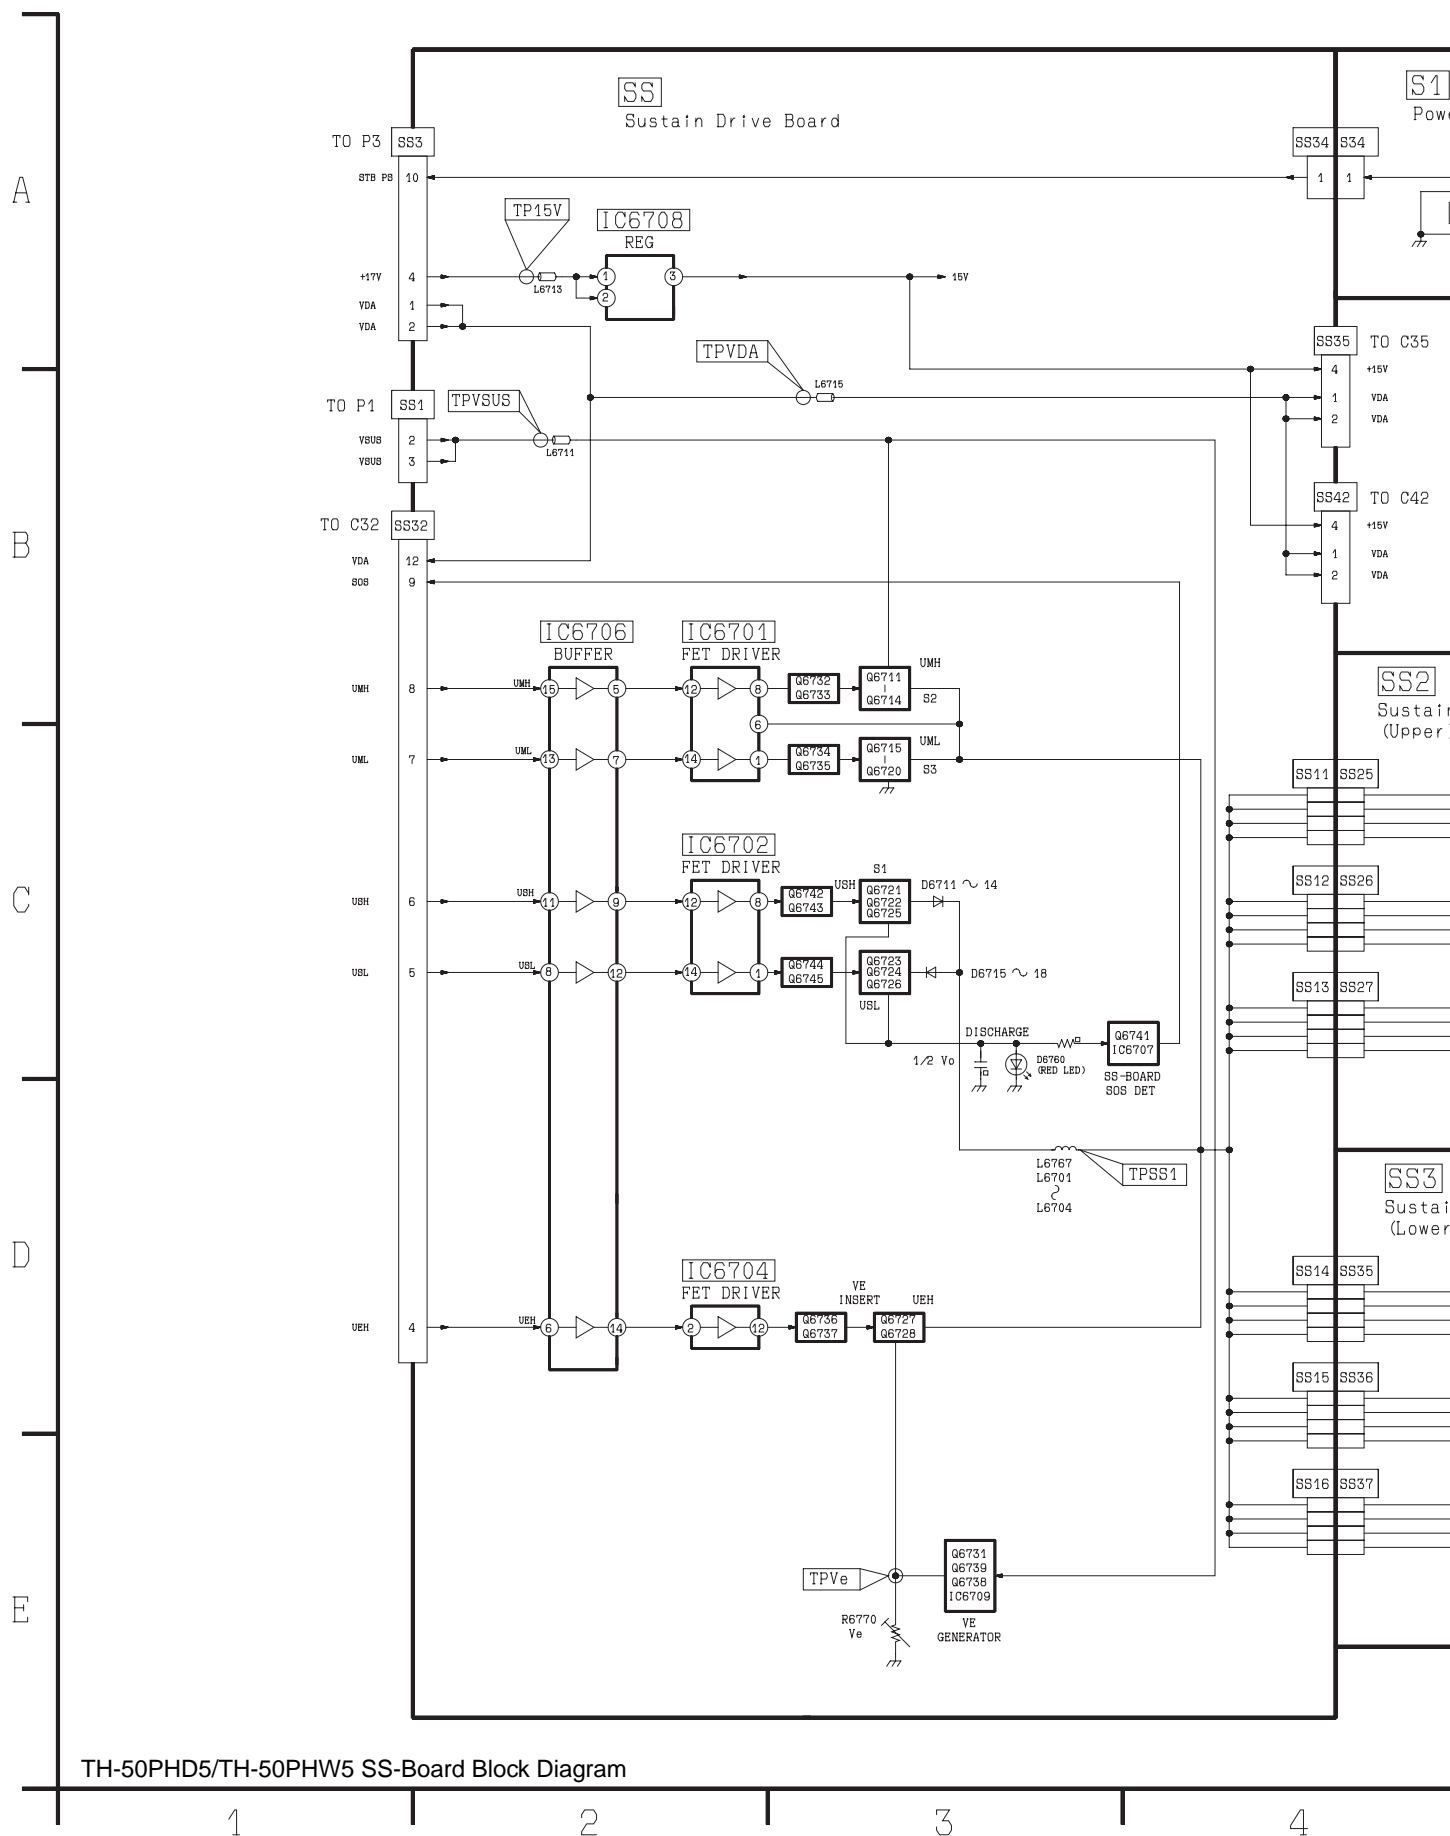 SS
Sustain Drive Board
S1
TO P3 SS3
SS34 S34
STB PS 10
1 1
TP15V
IC6708
REG
+17V 4
L6713
1 3
2
15V
VDA 1
VDA 2
TPVDA
SS35 TO C35
4 +15V
L6715
1 VDA
2 VDA
TO P1 SS1
TPVSUS
VSUS 2
VSUS 3
L6711
SS42 TO C42
4 +15V
1 VDA
2 VDA
TO C32 SS32
VDA 12
SOS 9
IC6706
BUFFER
IC6701
FET DRIVER
UMH 8
UMH 15 5
12 8
6
Q6732
Q6733
Q6711
Q6714
UMH
S2
UML 7
UML 13 7
14 1
Q6734
Q6735
Q6715
Q6720
UML
S3
SS2
(Upper
SS11 SS25
SS12 SS26
SS13 SS27
IC6702
FET DRIVER
USH 6
USH 11 9
12 8
Q6742
Q6743
USH
S1
Q6721
Q6722
Q6725
D6711 ～ 14
USL 5
USL 8 12
14 1
Q6744
Q6745
Q6723
Q6724
Q6726
USL
D6715 ～ 18
DISCHARGE
1/2 Vo
D6760
(RED LED)
Q6741
IC6707
SS-BOARD
SOS DET
L6767
L6701
～
L6704
TPSS1
SS3
(Lower
SS14 SS35
SS15 SS36
SS16 SS37
IC6704
FET DRIVER
UEH 4
UEH 6 14
2 12
Q6736
Q6737
VE
INSERT
UEH
Q6727
Q6728
TPVe
Q6731
Q6739
Q6738
IC6709
VE
GENERATOR
R6770
Ve
A
B
C
D
E
TH-50PHD5/TH-50PHW5 SS-Board Block Diagram
1 2 3 4